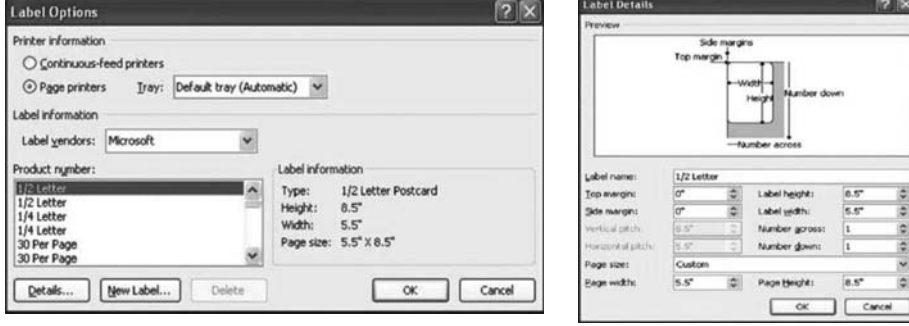 Label Options
Printer information
Continuous-feed printers
Page printers Tray: Default tray (Automatic)
Label information
Label vendors: Microsoft
Product number:
1/2 Letter
1/2 Letter
1/4 Letter
1/4 Letter
30 Per Page
30 Per Page
Label information
Type: 1/2 Letter Postcard
Height: 8.5"
Width: 5.5"
Page size: 5.5" X 8.5"
Details... New Label... Delete OK Cancel
Label Details
Preview
Side margins
Top margin
Width
Height
Number down
Number across
Label name: 1/2 Letter
Top margin: 0" Label height: 8.5"
Side margin: 0" Label width: 5.5"
Vertical pitch: 8.5" Number across: 1
Horizontal pitch: 5.5" Number down: 1
Page size: Custom
Page width: 5.5" Page Height: 8.5"
OK Cancel